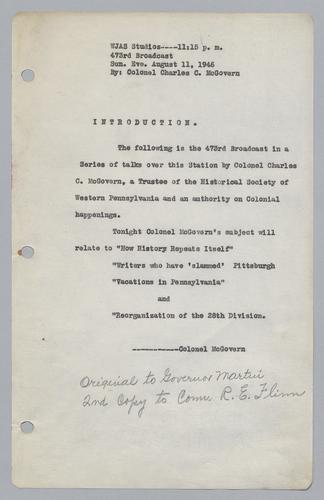 WJAS Studios----11:15 p. m.
473rd Broadcast
Sun. Eve. August 11, 1946
By: Colonel Charles C. McGovern
I N T R O D U C T I O N .
The following is the 473rd Broadcast in a
Series of talks over this Station by Colonel Charles
C. McGovern, a Trustee of the Historical Society of
Western Pennsylvania and an authority on Colonial
happenings.
Tonight Colonel McGovern's subject will
relate to "How History Repeats Itself"
"Writers who have 'slammed' Pittsburgh
"Vacations in Pennsylvania"
and
"Reorganization of the 28th Division.
-----------Colonel McGovern
Original to Governor Martin
2nd Copy to Comm. R. E. Flinn